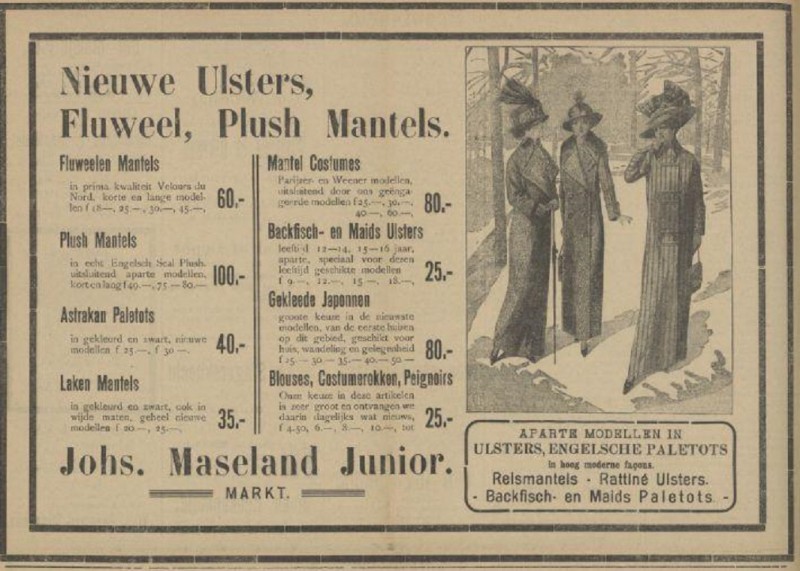 Nieuwe Ulsters,
Fluweel, Plush Mantels.
Fluweelen Mantels
in prima kwaliteit Velours du
Nord, korte en lange model-
len f 18.—, 25.—, 30.—, 45.—, 60.-
Plush Mantels
in echt Engelsch Seal Plush.
uitsluitend aparte modellen,
kort en lang f 49.—, 75.— 80.— 100.-
Astrakan Paletots
in gekleurd en zwart, nieuwe
modellen f 25.—, f 30.— 40.-
Laken Mantels
in gekleurd en zwart, ook in
wijde maten, geheel nieuwe
modellen f 20.—, 25.—. 35.-
Mantel Costumes
Parijzer- en Weener modellen,
uitsluitend door ons geënga-
geerde modellen f 25.—, 30.—,
40.—, 60.—, 80.-
Backfisch- en Maids Ulsters
leeftijd 12—14, 15—16 jaar,
aparte, speciaal voor dezen
leeftijd geschikte modellen
f 9.—, 12.—, 15.—, 18.—, 25.-
Gekleede Japonnen
groote keuze in de nieuwste
modellen, van de eerste huizen
op dit gebied, geschikt voor
huis, wandeling en gelegenheid
f 25.— 30.— 35.— 40.— 50.— 80.-
Blouses, Costumerokken, Peignoirs
Onze keuze in deze artikelen
is zeer groot en ontvangen we
daarin dagelijks wat nieuws,
f 4.50, 6.—, 8.—, 10.—, tot 25.-
Johs. Maseland Junior.
MARKT.
APARTE MODELLEN IN
ULSTERS, ENGELSCHE PALETOTS
in hoog moderne façons.
Reismantels - Rattiné Ulsters.
- Backfisch- en Maids Paletots. -